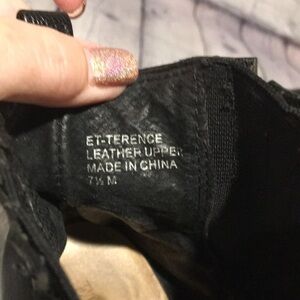 ET-TERENCE
LEATHER UPPER
MADE IN CHINA
7½ M